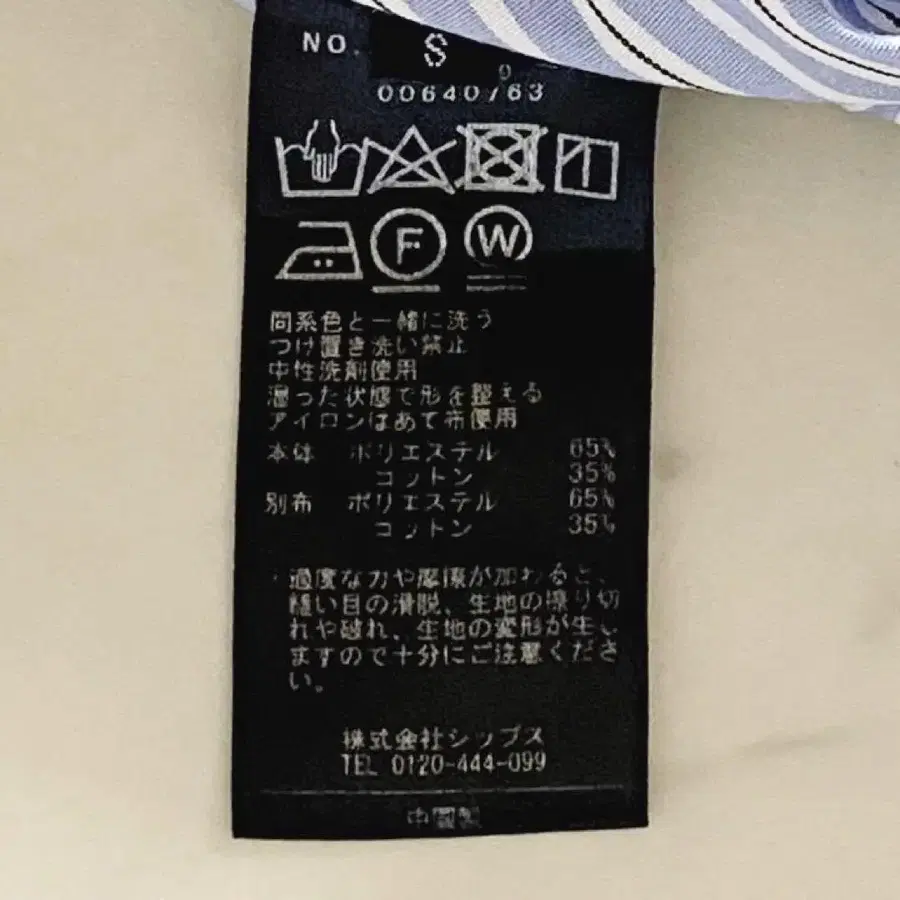 NO. S
00640763
F W
同系色と一緒に洗う
つけ置き洗い禁止
中性洗剤使用
湿った状態で形を整える
アイロンはあて布使用
本体 ポリエステル 65%
コットン 35%
別布 ポリエステル 65%
コットン 35%
・過度な力や摩擦が加わると、
縫い目の滑脱、生地の擦り切
れや破れ、生地の変形が生じ
ますので十分にご注意くださ
い。
株式会社シップス
TEL 0120-444-099
中国製